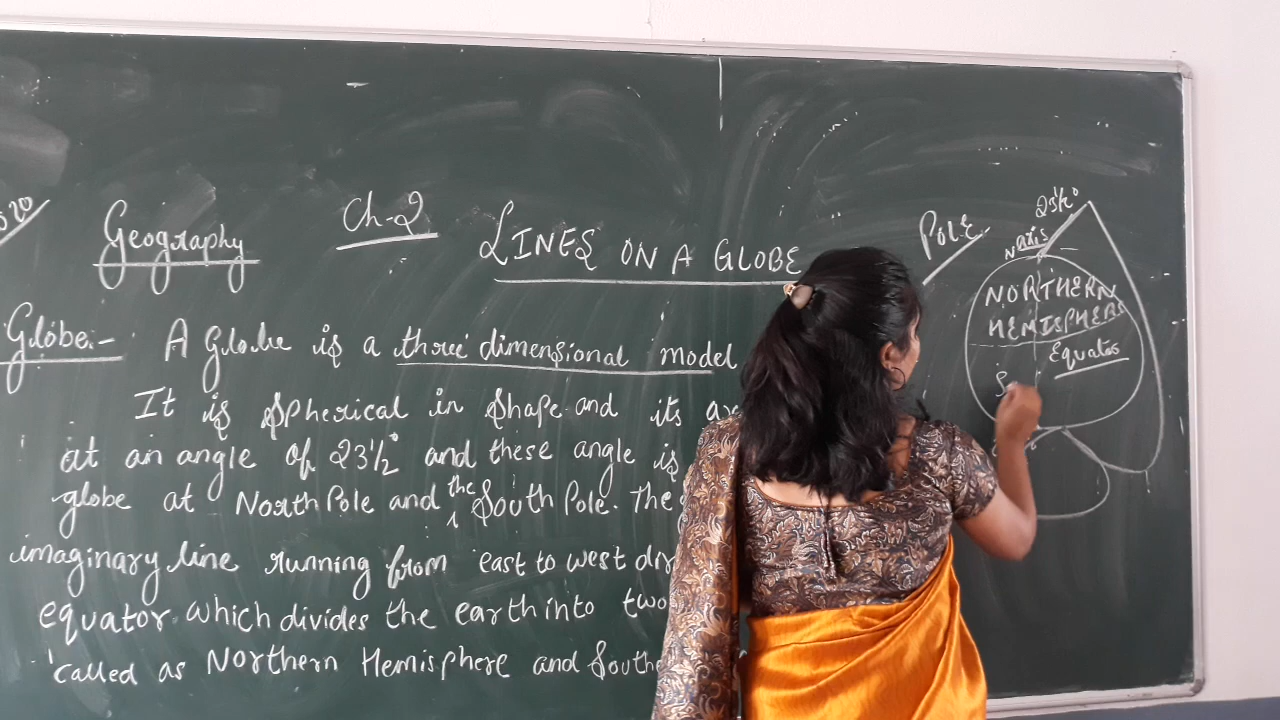 Geography
Ch-2
LINES ON A GLOBE
Globe:- A Globe is a three dimensional model
It is spherical in shape and its
at an angle of 23½° and these angle is
globe at North Pole and the South Pole. The
imaginary line running from east to west
equator which divides the earth into two
called as Northern Hemisphere and
Pole
23½°
N axis
NORTHERN
HEMISPHERE
Equator
S